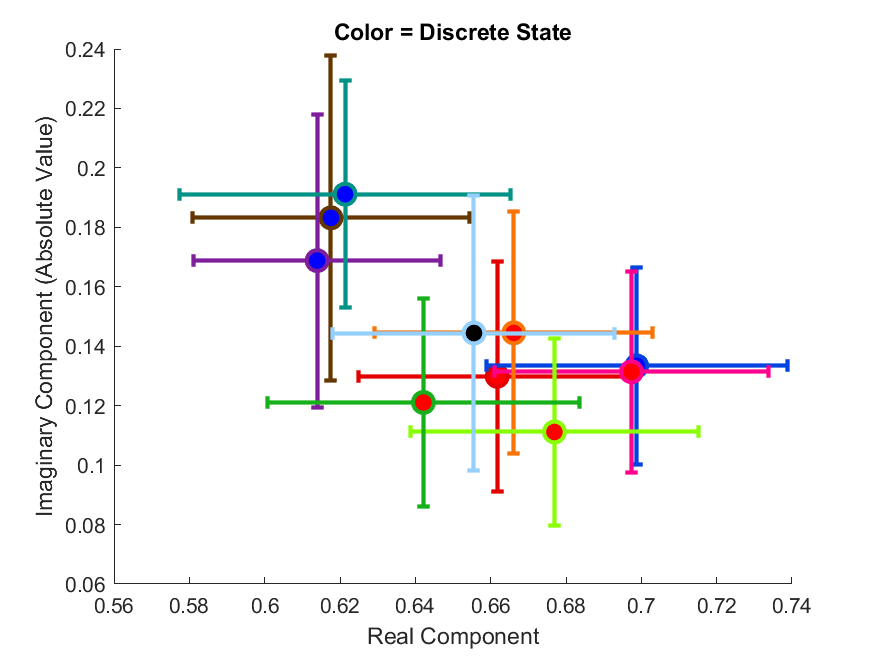 Color = Discrete State
0.24
0.22
0.2
0.18
0.16
0.14
0.12
0.1
0.08
0.06
Imaginary Component (Absolute Value)
0.56 0.58 0.6 0.62 0.64 0.66 0.68 0.7 0.72 0.74
Real Component